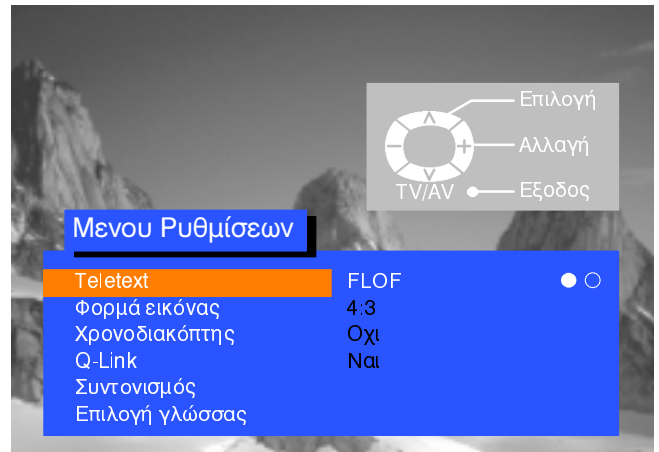 Επιλογή
Αλλαγή
TV/AV Εξοδος
Μενου Ρυθμίσεων
Teletext FLOF
Φορμά εικόνας 4:3
Χρονοδιακόπτης Οχι
Q-Link Ναι
Συντονισμός
Επιλογή γλώσσας